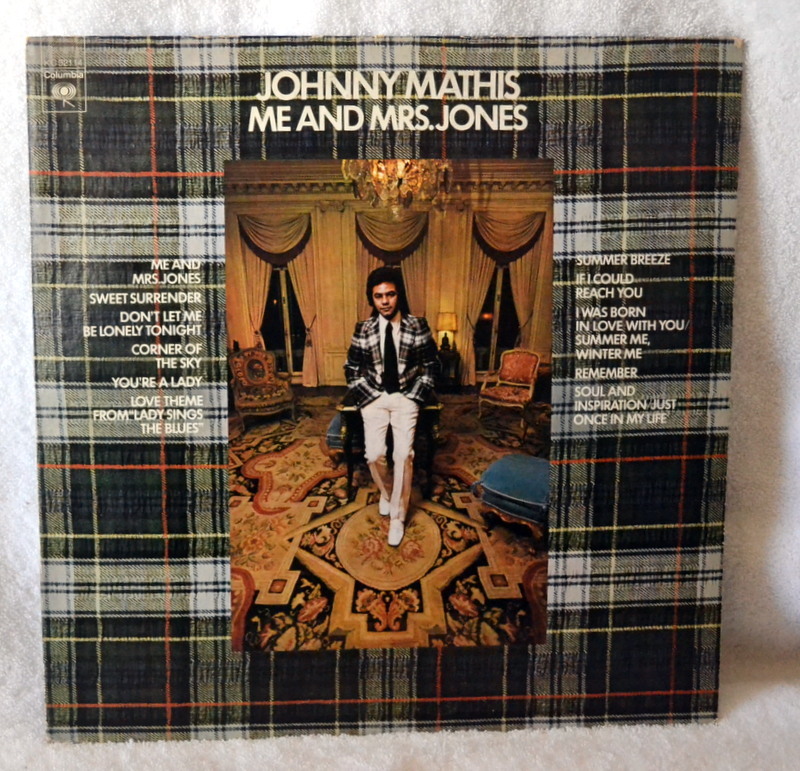 KC 32114
Columbia
JOHNNY MATHIS
ME AND MRS. JONES
ME AND
MRS. JONES
SWEET SURRENDER
DON'T LET ME
BE LONELY TONIGHT
CORNER OF
THE SKY
YOU'RE A LADY
LOVE THEME
FROM "LADY SINGS
THE BLUES"
SUMMER BREEZE
IF I COULD
REACH YOU
I WAS BORN
IN LOVE WITH YOU/
SUMMER ME,
WINTER ME
REMEMBER
SOUL AND
INSPIRATION/JUST
ONCE IN MY LIFE